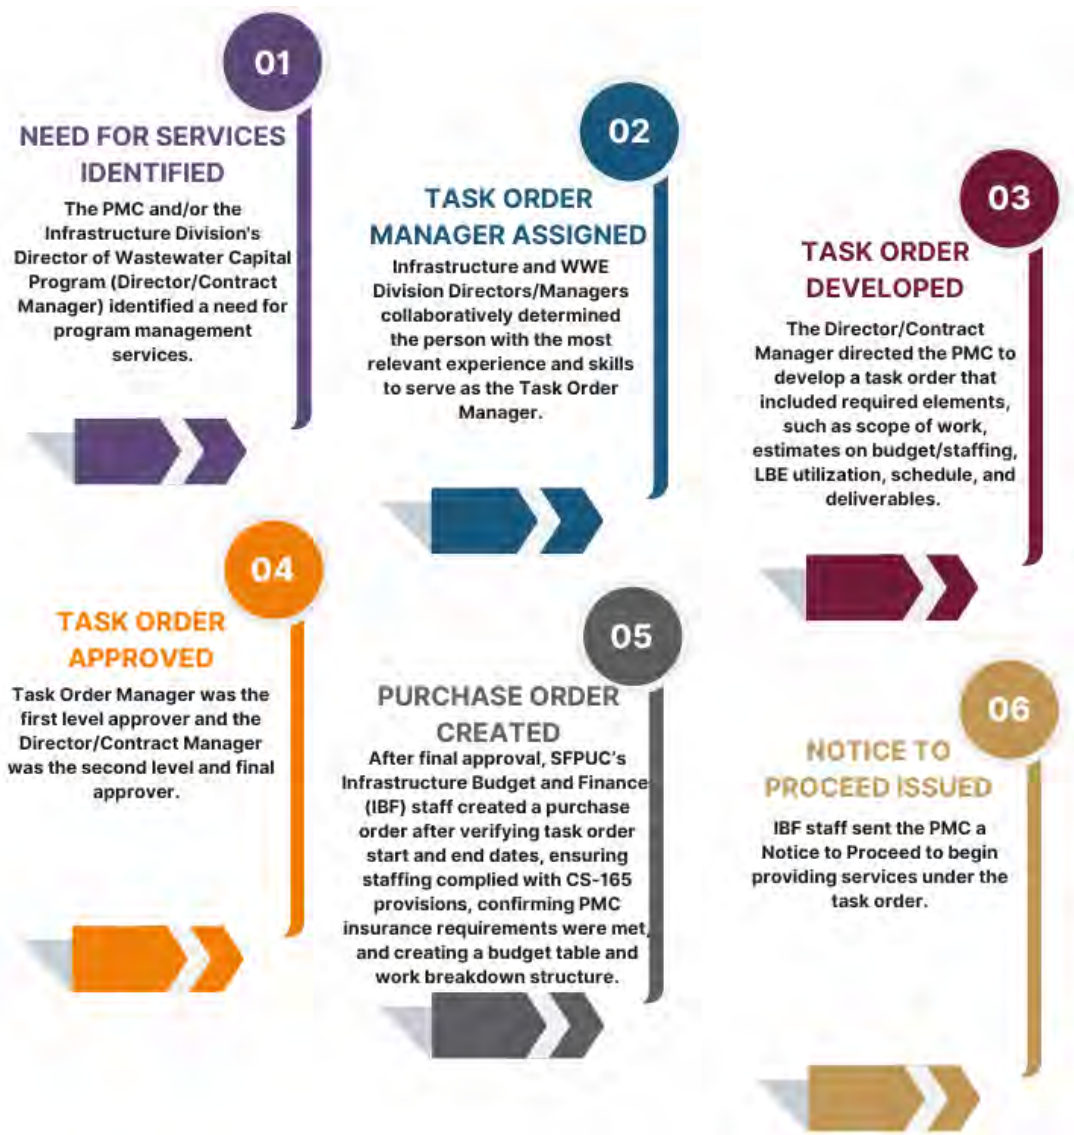 01
NEED FOR SERVICES
IDENTIFIED
The PMC and/or the
Infrastructure Division's
Director of Wastewater Capital
Program (Director/Contract
Manager) identified a need for
program management
services.
02
TASK ORDER
MANAGER ASSIGNED
Infrastructure and WWE
Division Directors/Managers
collaboratively determined
the person with the most
relevant experience and skills
to serve as the Task Order
Manager.
03
TASK ORDER
DEVELOPED
The Director/Contract
Manager directed the PMC to
develop a task order that
included required elements,
such as scope of work,
estimates on budget/staffing,
LBE utilization, schedule, and
deliverables.
04
TASK ORDER
APPROVED
Task Order Manager was the
first level approver and the
Director/Contract Manager
was the second level and final
approver.
05
PURCHASE ORDER
CREATED
After final approval, SFPUC's
Infrastructure Budget and Finance
(IBF) staff created a purchase
order after verifying task order
start and end dates, ensuring
staffing complied with CS-165
provisions, confirming PMC
insurance requirements were met,
and creating a budget table and
work breakdown structure.
06
NOTICE TO
PROCEED ISSUED
IBF staff sent the PMC a
Notice to Proceed to begin
providing services under the
task order.